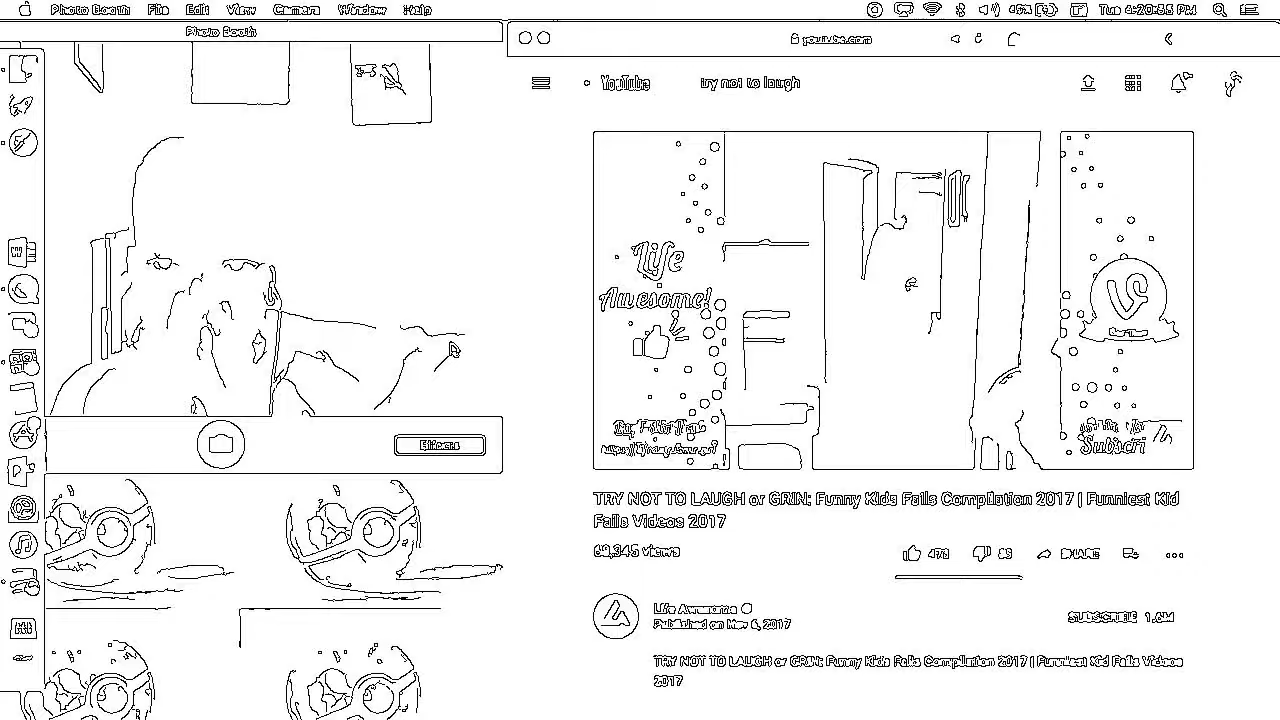 Photo Booth File Edit View Camera Window Help
Tue 4:20:55 PM
Photo Booth
youtube.com
YouTube
try not to laugh
Life
Awesome!
Subscri
TRY NOT TO LAUGH or GRIN: Funny Kids Fails Compilation 2017 | Funniest Kid
Fails Videos 2017
views
SHARE
Life Awesome
Published on Nov 6, 2017
SUBSCRIBE
TRY NOT TO LAUGH or GRIN: Funny Kids Fails Compilation 2017 | Funniest Kid Fails Videos
2017